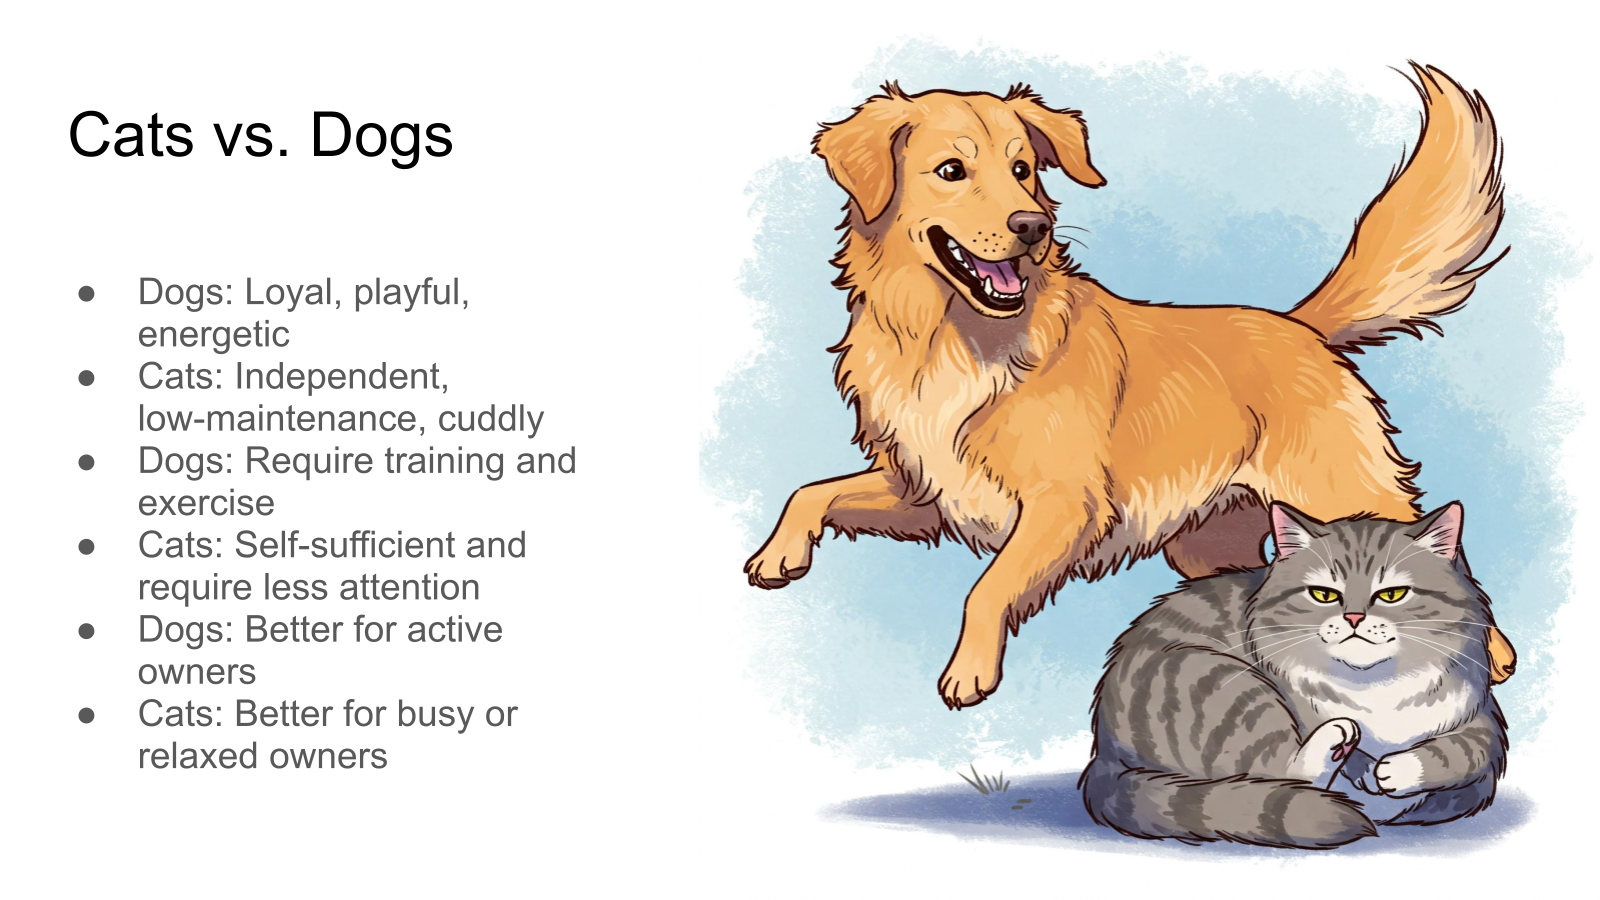 Cats vs. Dogs
● Dogs: Loyal, playful,
energetic
● Cats: Independent,
low-maintenance, cuddly
● Dogs: Require training and
exercise
● Cats: Self-sufficient and
require less attention
● Dogs: Better for active
owners
● Cats: Better for busy or
relaxed owners